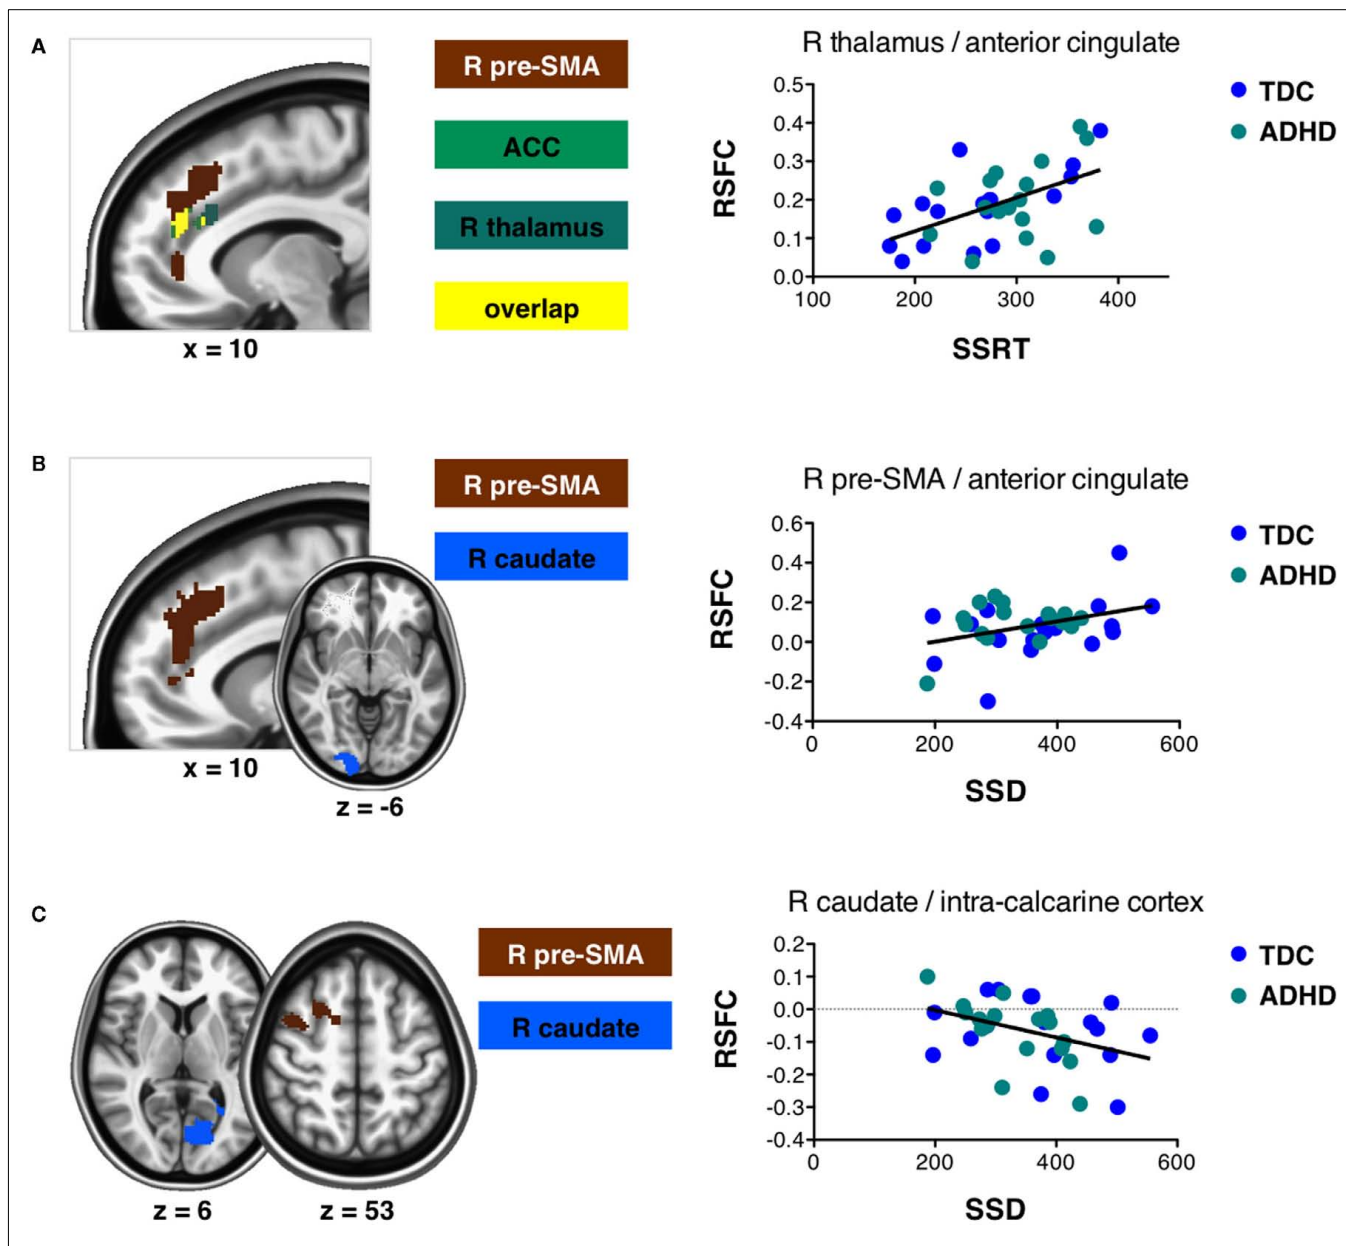 A
R pre-SMA
ACC
R thalamus
overlap
x = 10
R thalamus / anterior cingulate
RSFC
0.5
0.4
0.3
0.2
0.1
0.0
100 200 300 400
SSRT
TDC
ADHD
B
R pre-SMA
R caudate
x = 10
z = -6
R pre-SMA / anterior cingulate
RSFC
0.6
0.4
0.2
0.0
-0.2
-0.4
0 200 400 600
SSD
TDC
ADHD
C
R pre-SMA
R caudate
z = 6
z = 53
R caudate / intra-calcarine cortex
RSFC
0.2
0.1
0.0
-0.1
-0.2
-0.3
-0.4
0 200 400 600
SSD
TDC
ADHD